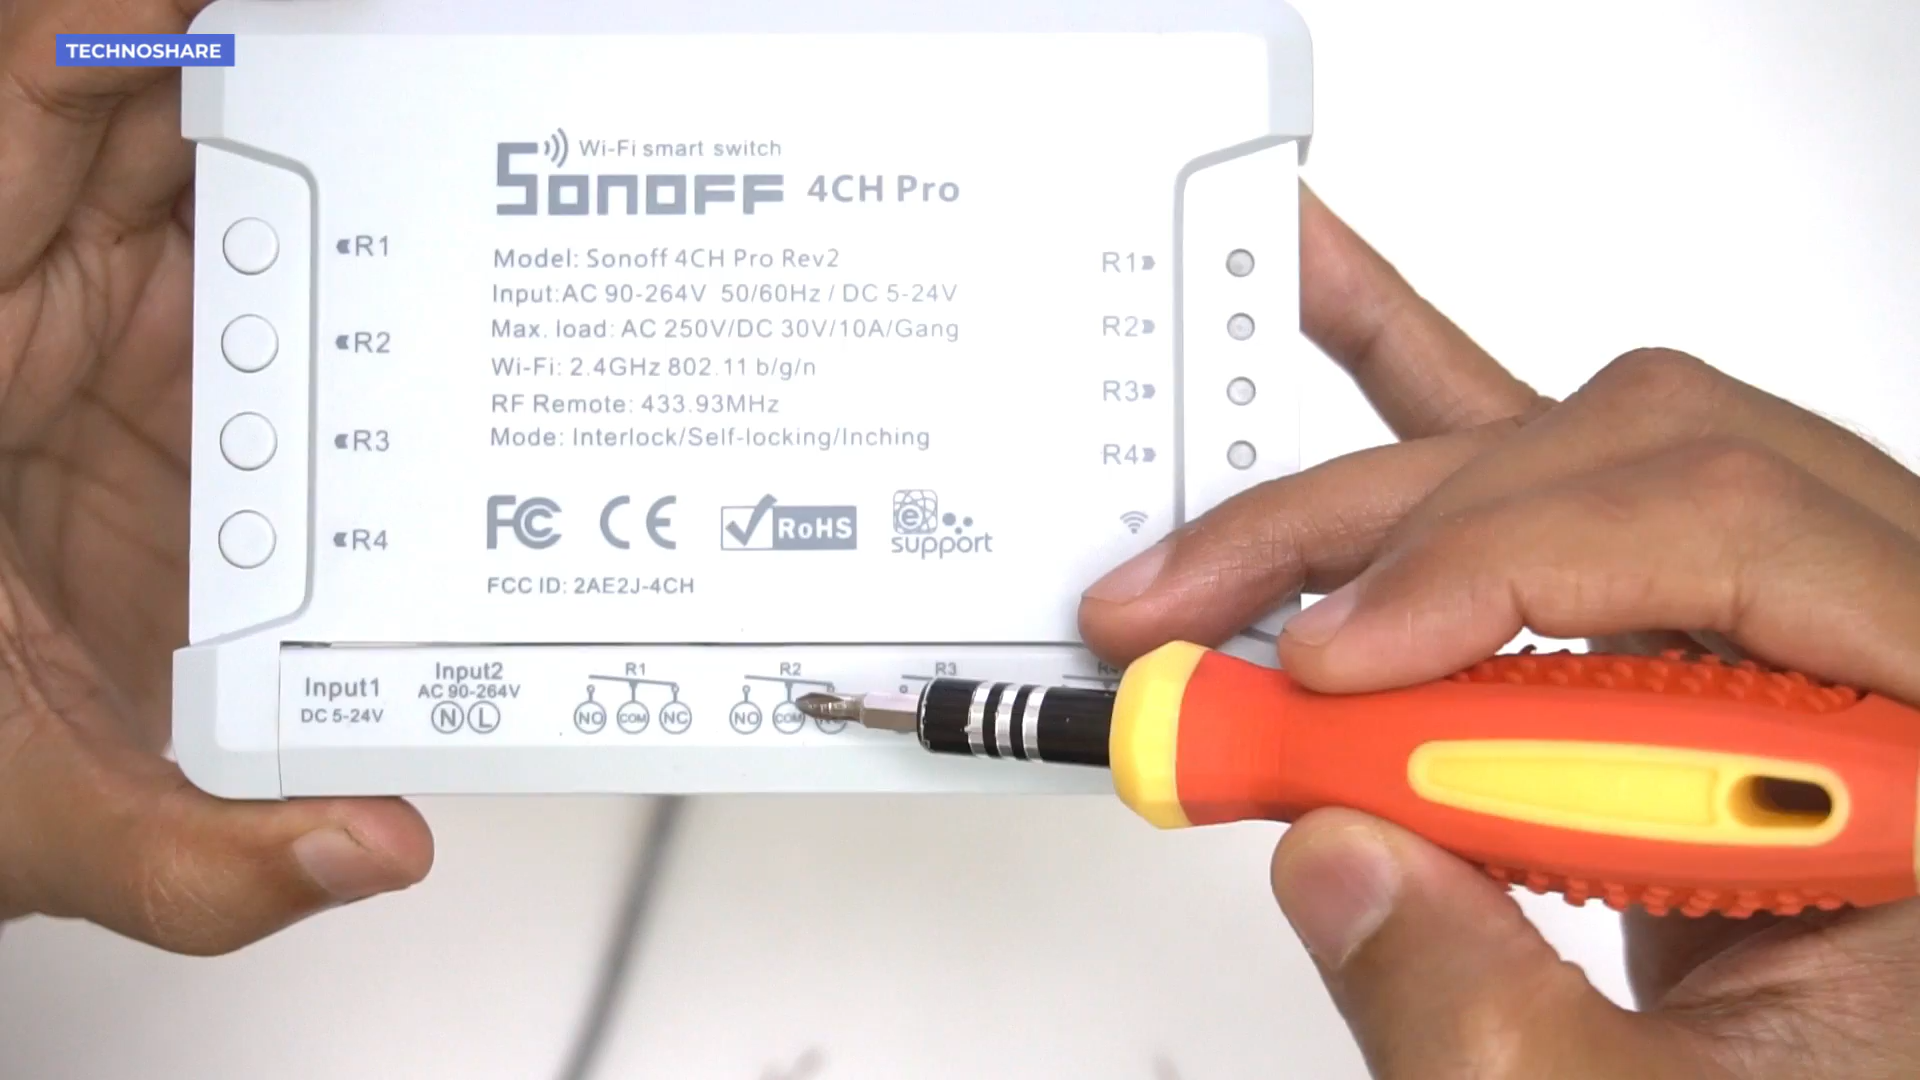 TECHNOSHARE
Wi-Fi smart switch
SONOFF 4CH Pro
Model: Sonoff 4CH Pro Rev2
Input:AC 90-264V 50/60Hz / DC 5-24V
Max. load: AC 250V/DC 30V/10A/Gang
Wi-Fi: 2.4GHz 802.11 b/g/n
RF Remote: 433.93MHz
Mode: Interlock/Self-locking/Inching
R1
R2
R3
R4
R1
R2
R3
R4
FC CE RoHS e support
FCC ID: 2AE2J-4CH
Input1
DC 5-24V
Input2
AC 90-264V
N L
R1
NO COM NC
R2
NO COM
R3